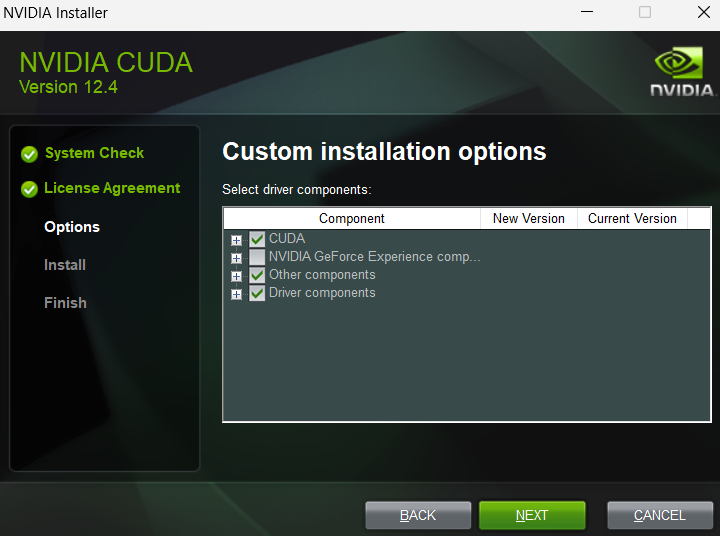 NVIDIA Installer
NVIDIA CUDA
Version 12.4
NVIDIA
System Check
License Agreement
Options
Install
Finish
Custom installation options
Select driver components:
Component New Version Current Version
CUDA
NVIDIA GeForce Experience comp...
Other components
Driver components
BACK NEXT CANCEL